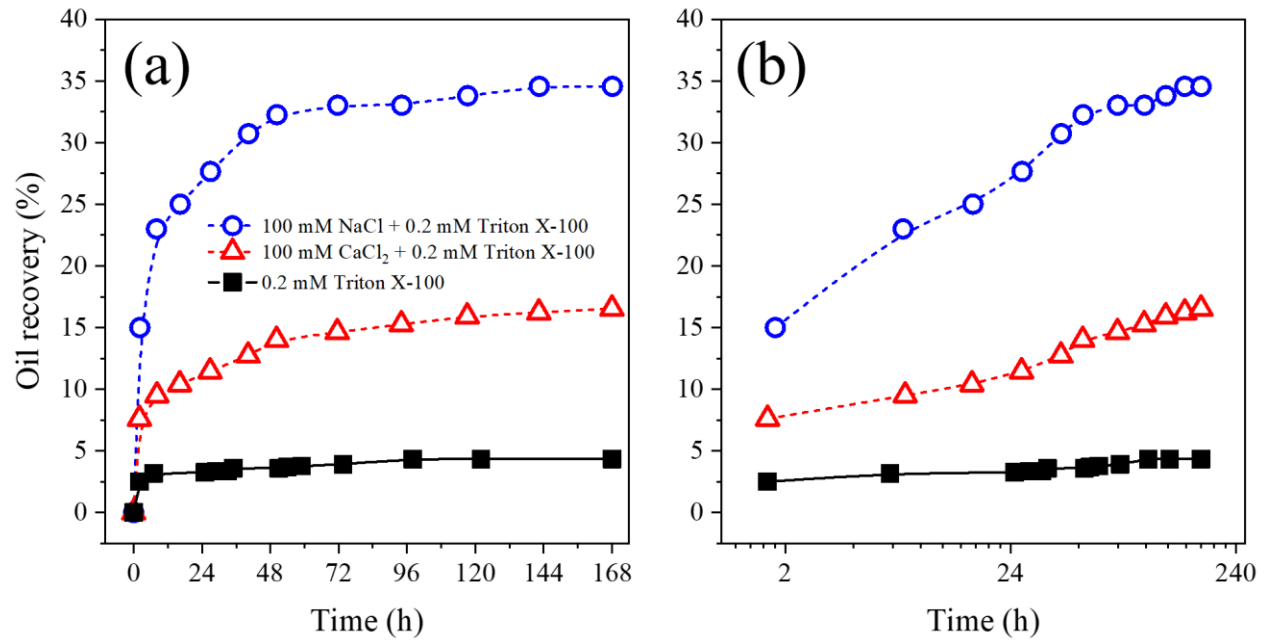 (a)
(b)
Oil recovery (%)
40
35
30
25
20
15
10
5
0
100 mM NaCl + 0.2 mM Triton X-100
100 mM CaCl₂ + 0.2 mM Triton X-100
0.2 mM Triton X-100
0 24 48 72 96 120 144 168
Time (h)
40
35
30
25
20
15
10
5
0
2 24 240
Time (h)